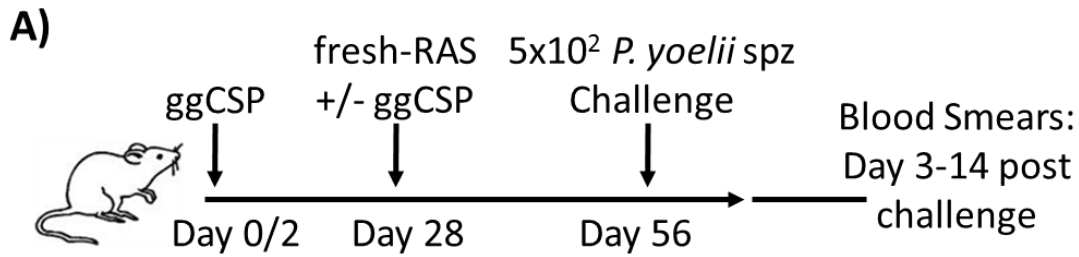 A)
ggCSP
fresh-RAS
+/- ggCSP
5x10² P. yoelii spz
Challenge
Blood Smears:
Day 3-14 post
challenge
Day 0/2
Day 28
Day 56